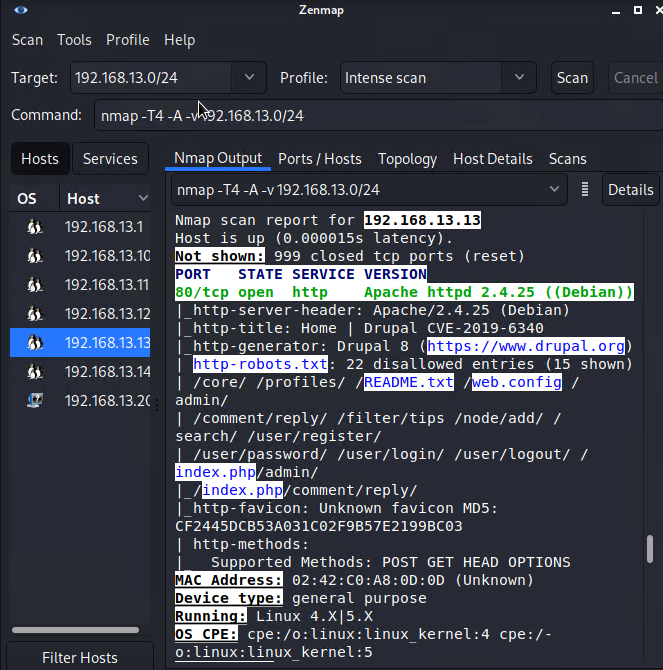 Zenmap
Scan Tools Profile Help
Target: 192.168.13.0/24 Profile: Intense scan Scan Cancel
Command: nmap -T4 -A -v 192.168.13.0/24
Hosts Services
Nmap Output Ports / Hosts Topology Host Details Scans
OS Host
192.168.13.1
192.168.13.10
192.168.13.11
192.168.13.12
192.168.13.13
192.168.13.14
192.168.13.20
Filter Hosts
nmap -T4 -A -v 192.168.13.0/24 Details
Nmap scan report for 192.168.13.13
Host is up (0.000015s latency).
Not shown: 999 closed tcp ports (reset)
PORT STATE SERVICE VERSION
80/tcp open http Apache httpd 2.4.25 ((Debian))
|_http-server-header: Apache/2.4.25 (Debian)
|_http-title: Home | Drupal CVE-2019-6340
|_http-generator: Drupal 8 (https://www.drupal.org)
| http-robots.txt: 22 disallowed entries (15 shown)
| /core/ /profiles/ /README.txt /web.config /
admin/
| /comment/reply/ /filter/tips /node/add/ /
search/ /user/register/
| /user/password/ /user/login/ /user/logout/ /
index.php/admin/
|_/index.php/comment/reply/
|_http-favicon: Unknown favicon MD5:
CF2445DCB53A031C02F9B57E2199BC03
| http-methods:
|_ Supported Methods: POST GET HEAD OPTIONS
MAC Address: 02:42:C0:A8:0D:0D (Unknown)
Device type: general purpose
Running: Linux 4.X|5.X
OS CPE: cpe:/o:linux:linux_kernel:4 cpe:/-
o:linux:linux_kernel:5